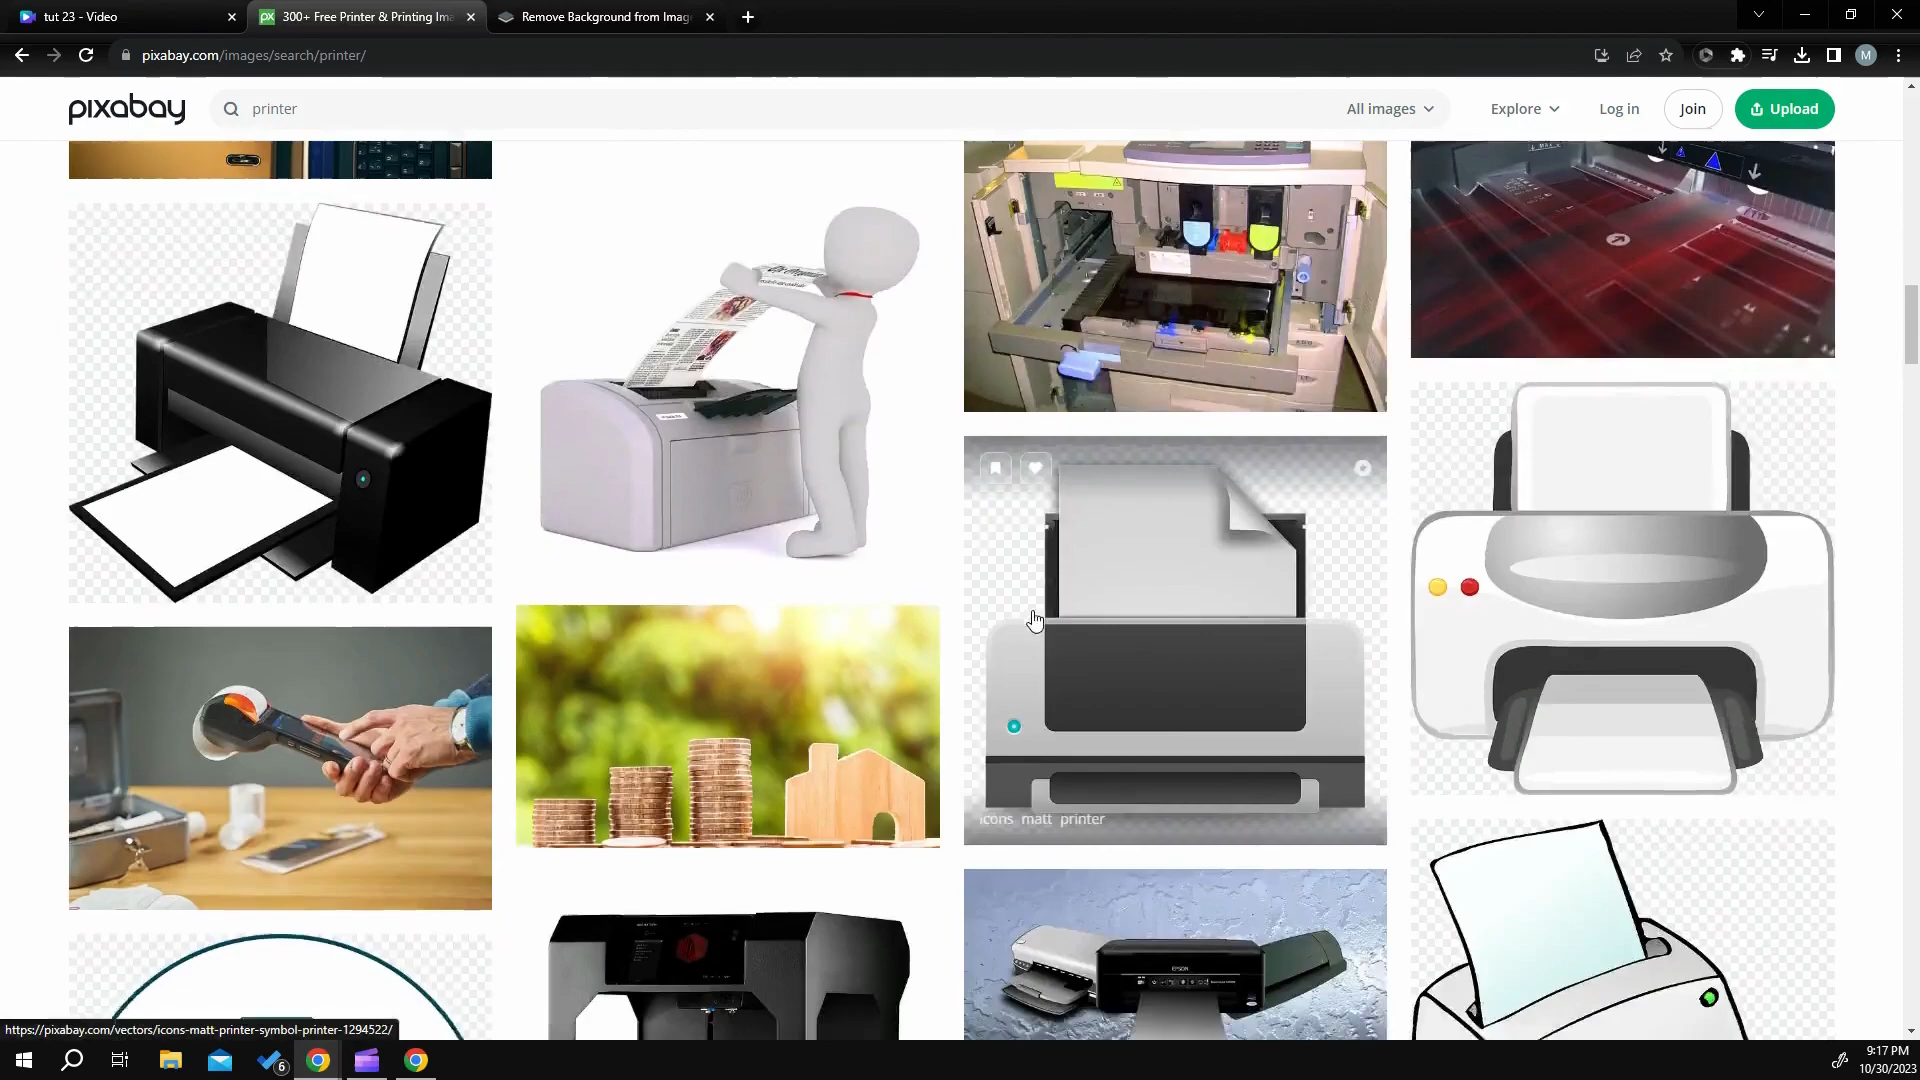 tut 23 - Video
300+ Free Printer & Printing Ima
Remove Background from Imag
pixabay.com/images/search/printer/
M
pixabay
printer
All images
Explore
Log in
Join
Upload
EPSON
icons matt printer
https://pixabay.com/vectors/icons-matt-printer-symbol-printer-1294522/
6
9:17 PM
10/30/2023